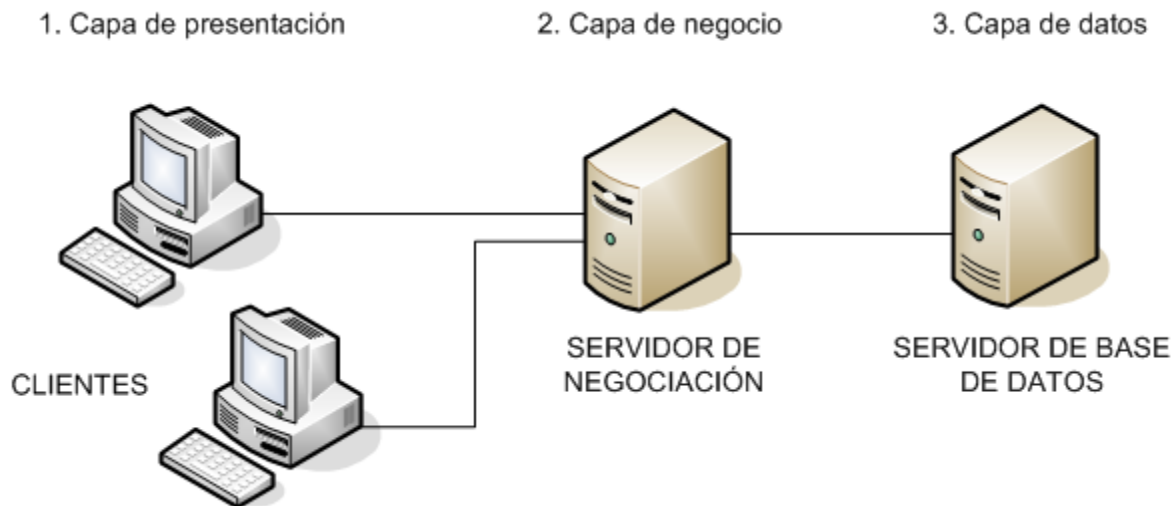 1. Capa de presentación
2. Capa de negocio
3. Capa de datos
SERVIDOR DE
NEGOCIACIÓN
SERVIDOR DE BASE
DE DATOS
CLIENTES